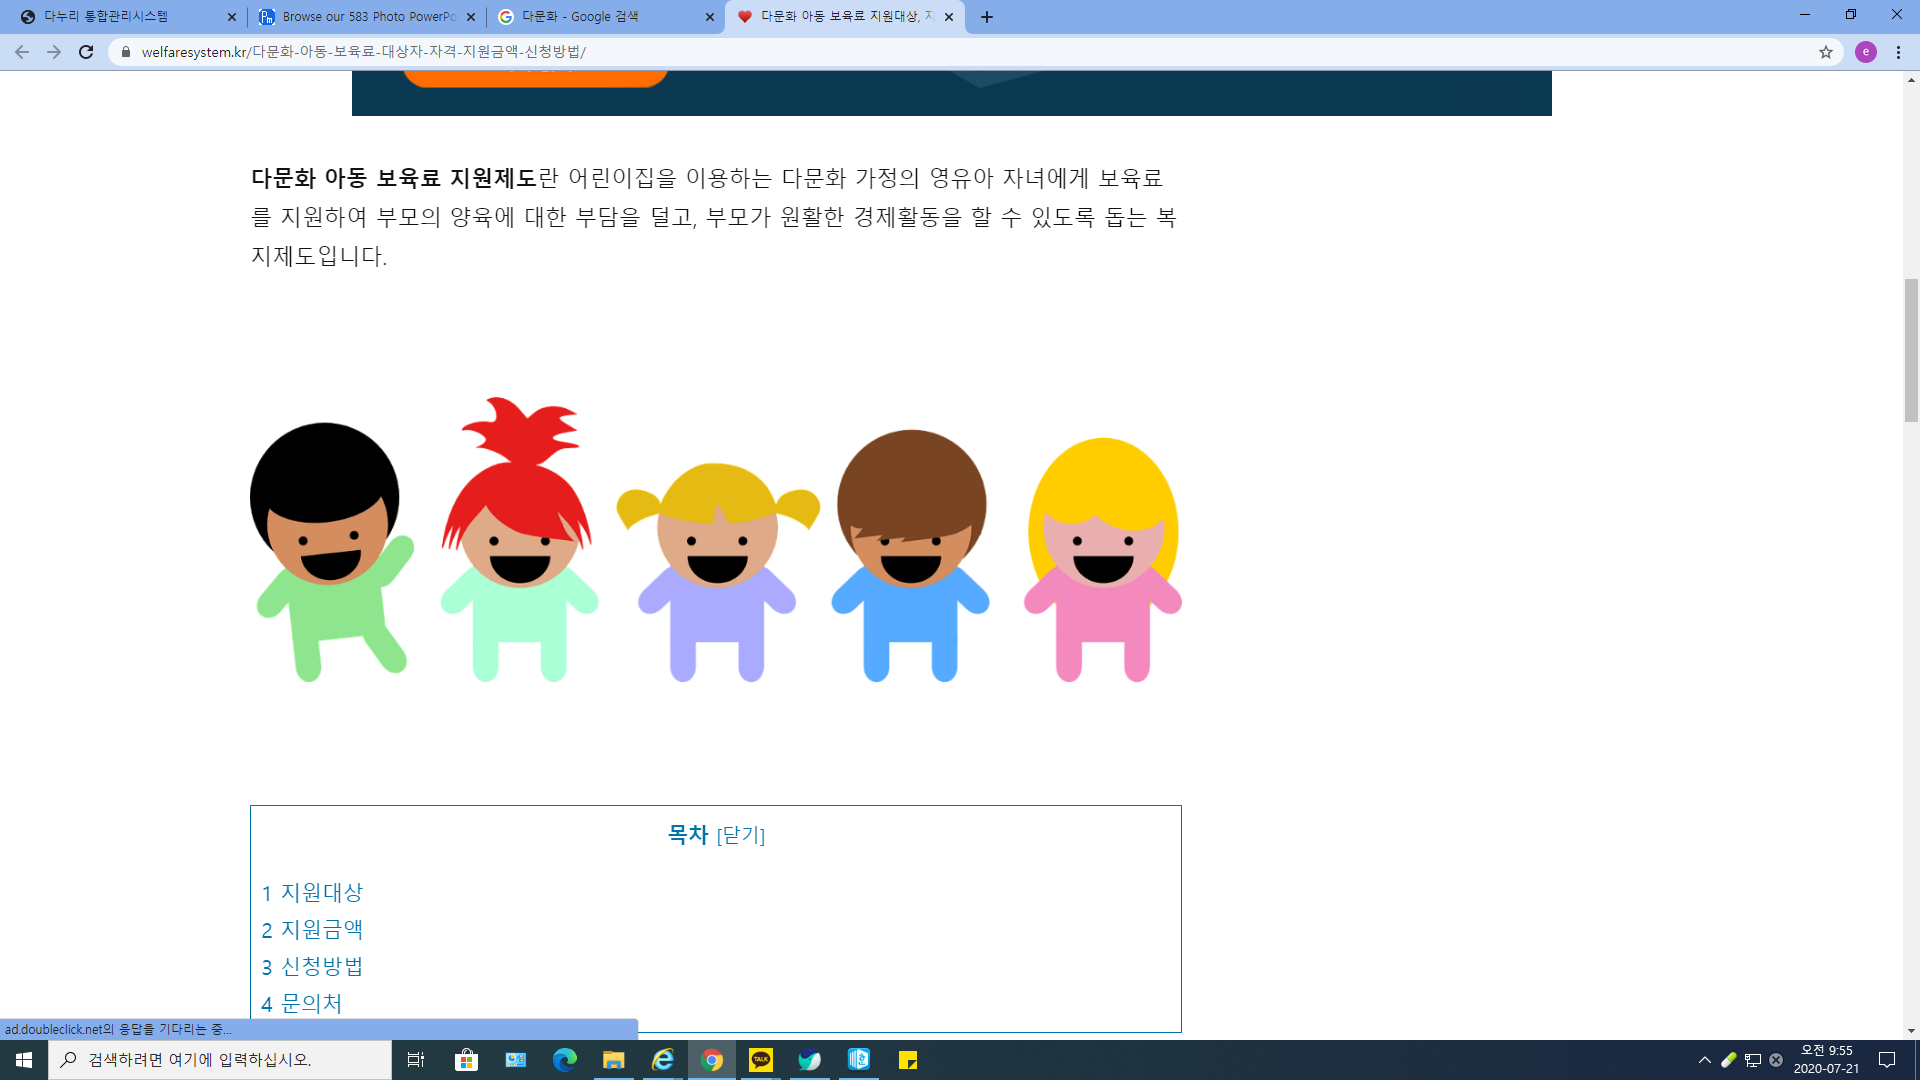 다누리 통합관리시스템
Browse our 583 Photo PowerPo
다문화 - Google 검색
다문화 아동 보육료 지원대상, 지
welfaresystem.kr/다문화-아동-보육료-대상자-자격-지원금액-신청방법/
e
다문화 아동 보육료 지원제도란 어린이집을 이용하는 다문화 가정의 영유아 자녀에게 보육료
를 지원하여 부모의 양육에 대한 부담을 덜고, 부모가 원활한 경제활동을 할 수 있도록 돕는 복
지제도입니다.
목차 [닫기]
1 지원대상
2 지원금액
3 신청방법
4 문의처
ad.doubleclick.net의 응답을 기다리는 중...
검색하려면 여기에 입력하십시오.
TALK
오전 9:55
2020-07-21